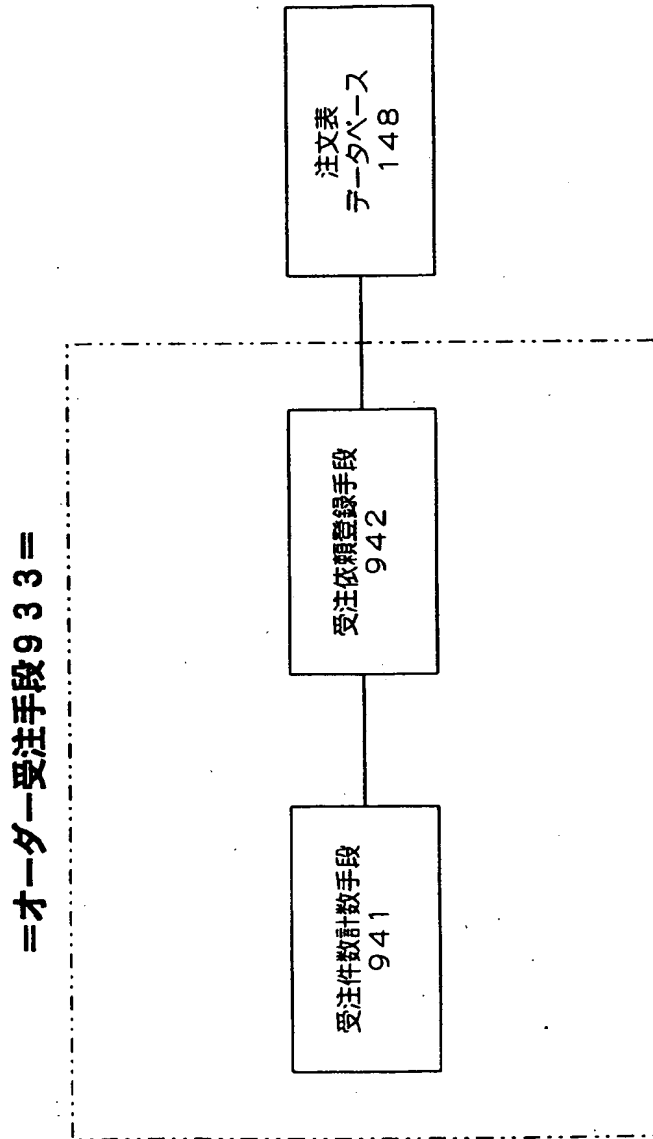 =オーダー受注手段933=
受注件数計数手段
941
受注依頼登録手段
942
注文表
データベース
148